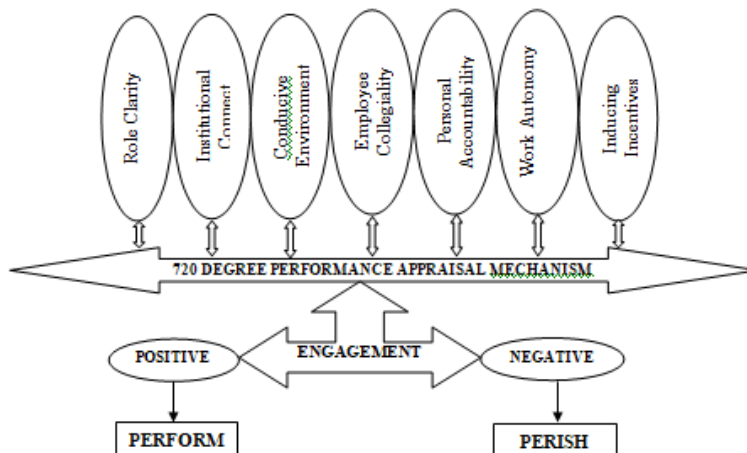 Role Clarity
Institutional
Connect
Conducive
Environment
Employee
Collegiality
Personal
Accountability
Work Autonomy
Inducing
Incentives
720 DEGREE PERFORMANCE APPRAISAL MECHANISM
ENGAGEMENT
POSITIVE
NEGATIVE
PERFORM
PERISH